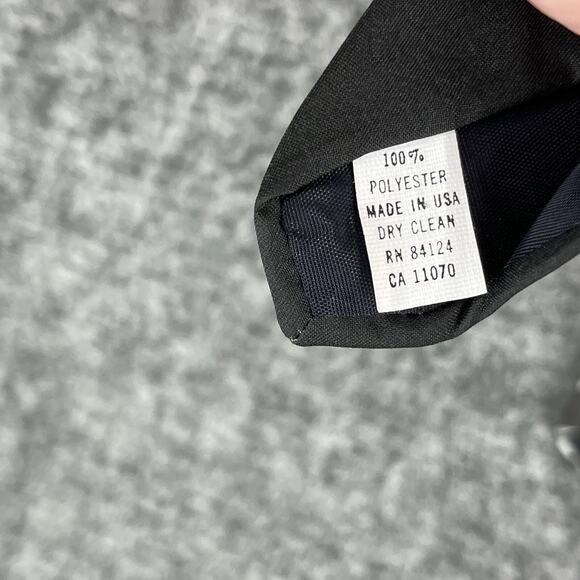 100%
POLYESTER
MADE IN USA
DRY CLEAN
RN 84124
CA 11070